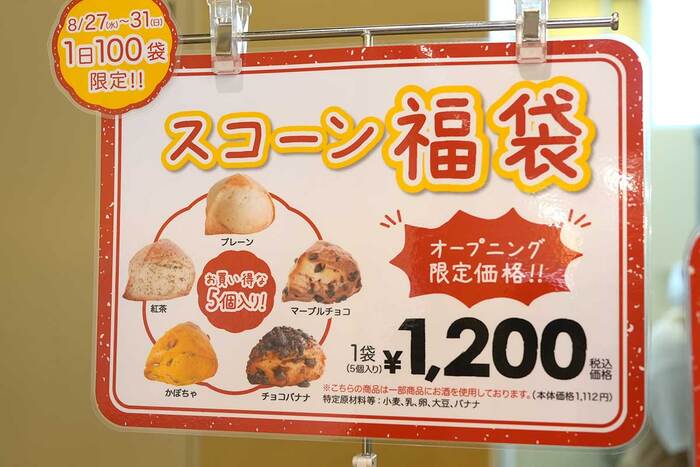 8/27(水)~31(日)
1日100袋
限定!!
スコーン福袋
プレーン
紅茶
お買い得な
5個入り!
マーブルチョコ
かぼちゃ
チョコバナナ
オープニング
限定価格!!
1袋
(5個入り)
¥1,200
税込
価格
※こちらの商品は一部商品にお酒を使用しております。(本体価格1,112円)
特定原材料等:小麦、乳、卵、大豆、バナナ